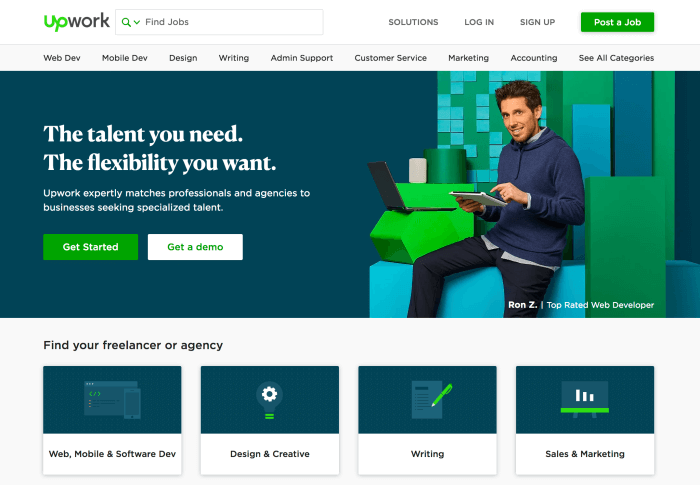 upwork
Find Jobs
SOLUTIONS
LOG IN
SIGN UP
Post a Job
Web Dev
Mobile Dev
Design
Writing
Admin Support
Customer Service
Marketing
Accounting
See All Categories
The talent you need.
The flexibility you want.
Upwork expertly matches professionals and agencies to
businesses seeking specialized talent.
Get Started
Get a demo
Ron Z. | Top Rated Web Developer
Find your freelancer or agency
</>
Web, Mobile & Software Dev
Design & Creative
Writing
Sales & Marketing